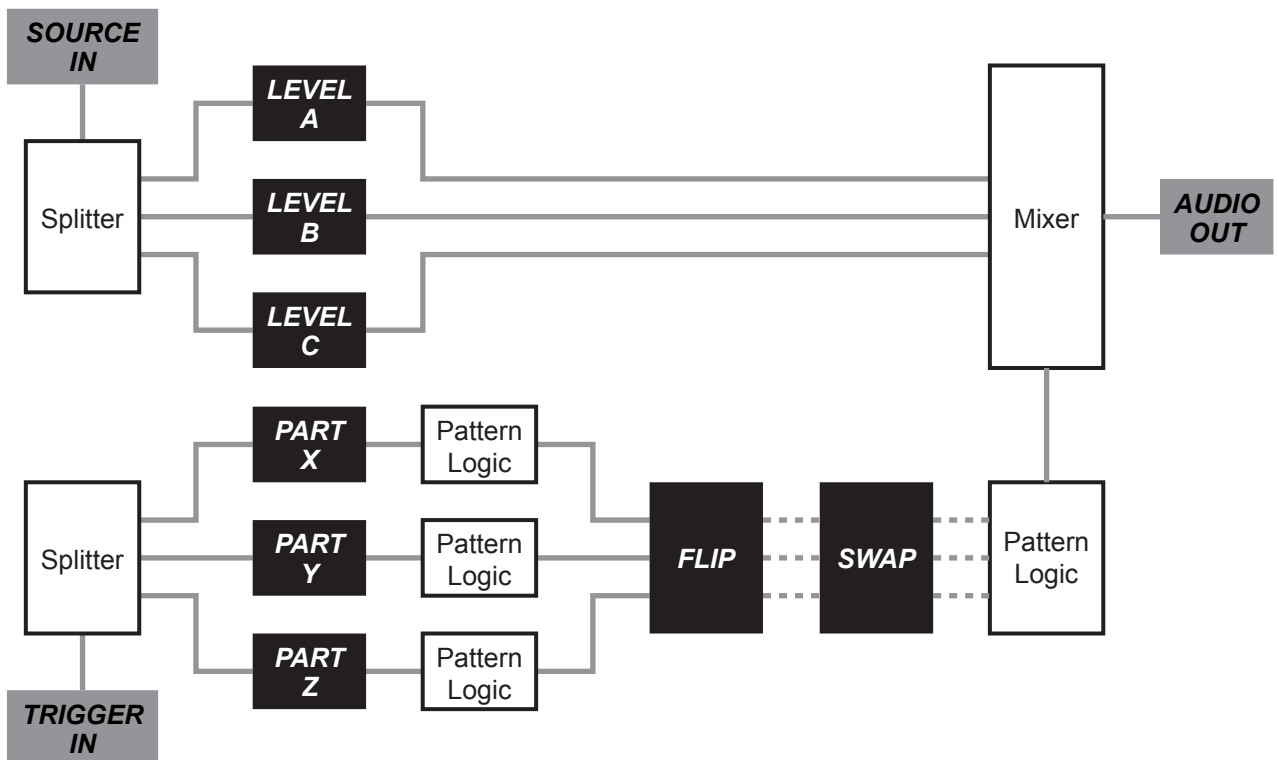 SOURCE
IN
LEVEL
A
Splitter
LEVEL
B
LEVEL
C
Mixer
AUDIO
OUT
PART
X
Pattern
Logic
Splitter
PART
Y
Pattern
Logic
PART
Z
Pattern
Logic
FLIP
SWAP
Pattern
Logic
TRIGGER
IN